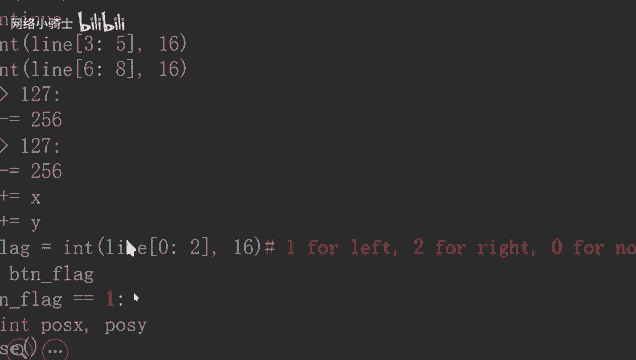 ntinue
网络小骑士 bilibili
nt(line[3: 5], 16)
nt(line[6: 8], 16)
> 127:
-= 256
> 127:
-= 256
+= x
+= y
lag = int(line[0: 2], 16)# 1 for left, 2 for right, 0 for no
btn_flag
n_flag == 1:
int posx, posy
se()